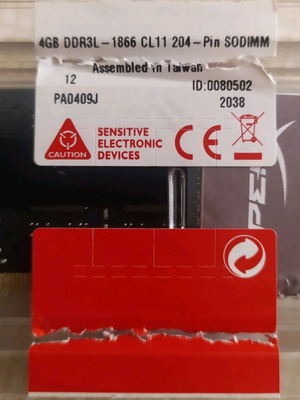 4GB DDR3L-1866 CL11 204-Pin SODIMM
Assembled in Taiwan
12 ID:0080502
PA0409J 2038
CAUTION
SENSITIVE
ELECTRONIC
DEVICES
CE